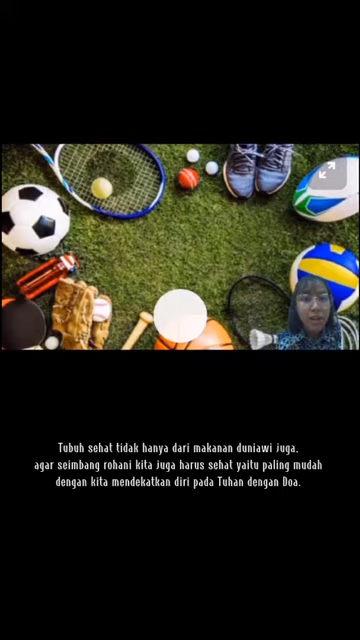 Tubuh sehat tidak hanya dari makanan duniawi juga,
agar seimbang rohani kita juga harus sehat yaitu paling mudah
dengan kita mendekatkan diri pada Tuhan dengan Doa.